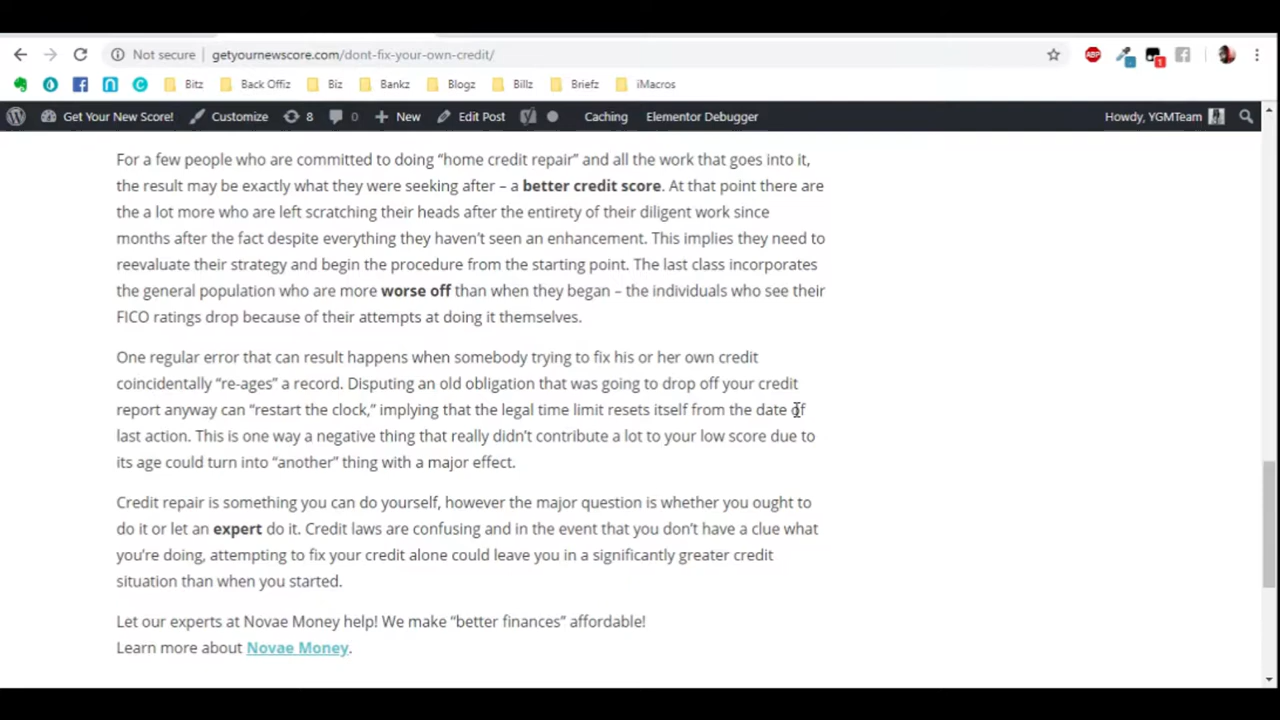 Not secure getyournewscore.com/dont-fix-your-own-credit/
ABP
1
Bitz Back Offiz Biz Bankz Blogz Billz Briefz iMacros
Get Your New Score! Customize 8 0 New Edit Post Caching Elementor Debugger Howdy, YGMTeam
For a few people who are committed to doing “home credit repair” and all the work that goes into it,
the result may be exactly what they were seeking after – a better credit score. At that point there are
the a lot more who are left scratching their heads after the entirety of their diligent work since
months after the fact despite everything they haven’t seen an enhancement. This implies they need to
reevaluate their strategy and begin the procedure from the starting point. The last class incorporates
the general population who are more worse off than when they began – the individuals who see their
FICO ratings drop because of their attempts at doing it themselves.
One regular error that can result happens when somebody trying to fix his or her own credit
coincidentally “re-ages” a record. Disputing an old obligation that was going to drop off your credit
report anyway can “restart the clock,” implying that the legal time limit resets itself from the date of
last action. This is one way a negative thing that really didn’t contribute a lot to your low score due to
its age could turn into “another” thing with a major effect.
Credit repair is something you can do yourself, however the major question is whether you ought to
do it or let an expert do it. Credit laws are confusing and in the event that you don’t have a clue what
you’re doing, attempting to fix your credit alone could leave you in a significantly greater credit
situation than when you started.
Let our experts at Novae Money help! We make “better finances” affordable!
Learn more about Novae Money.